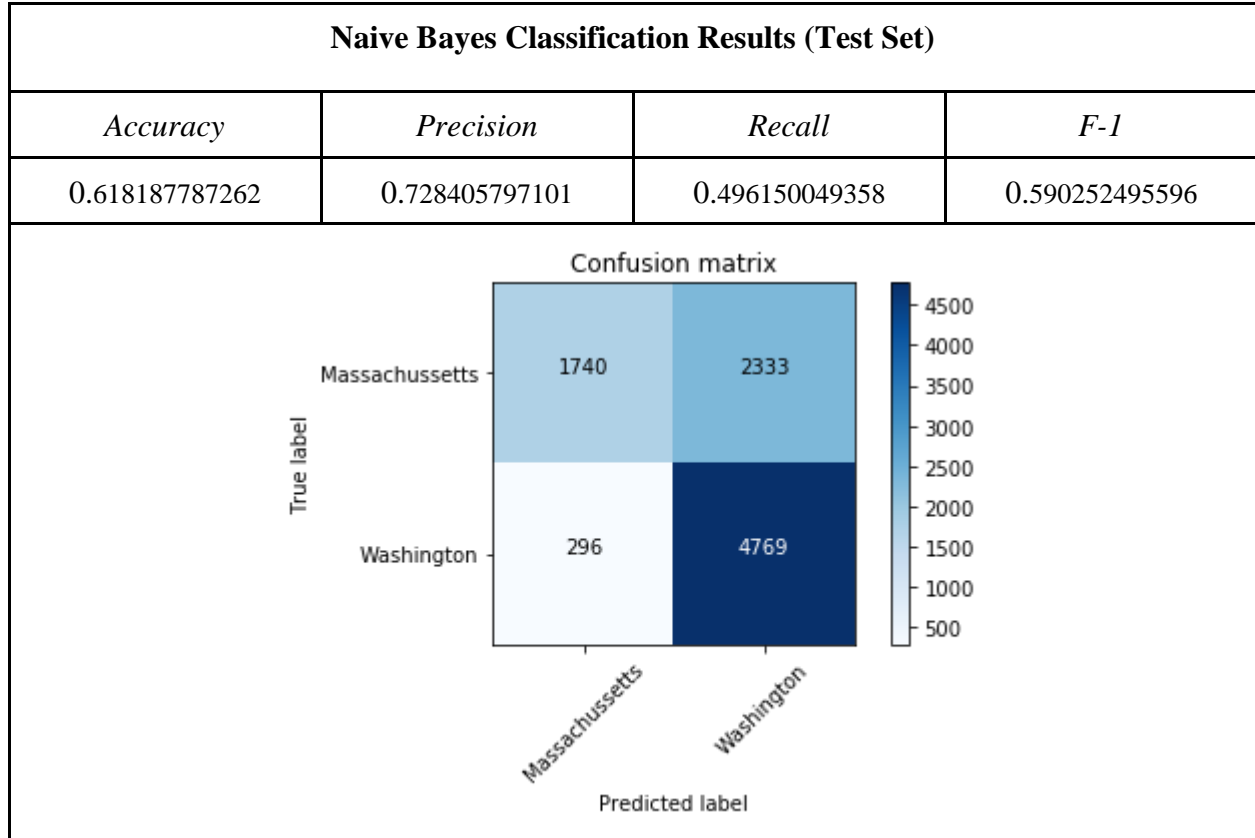 Naive Bayes Classification Results (Test Set)
Accuracy Precision Recall F-1
0.618187787262 0.728405797101 0.496150049358 0.590252495596
Confusion matrix
Massachussetts 1740 2333
Washington 296 4769
True label
Massachussetts Washington
Predicted label
4500
4000
3500
3000
2500
2000
1500
1000
500